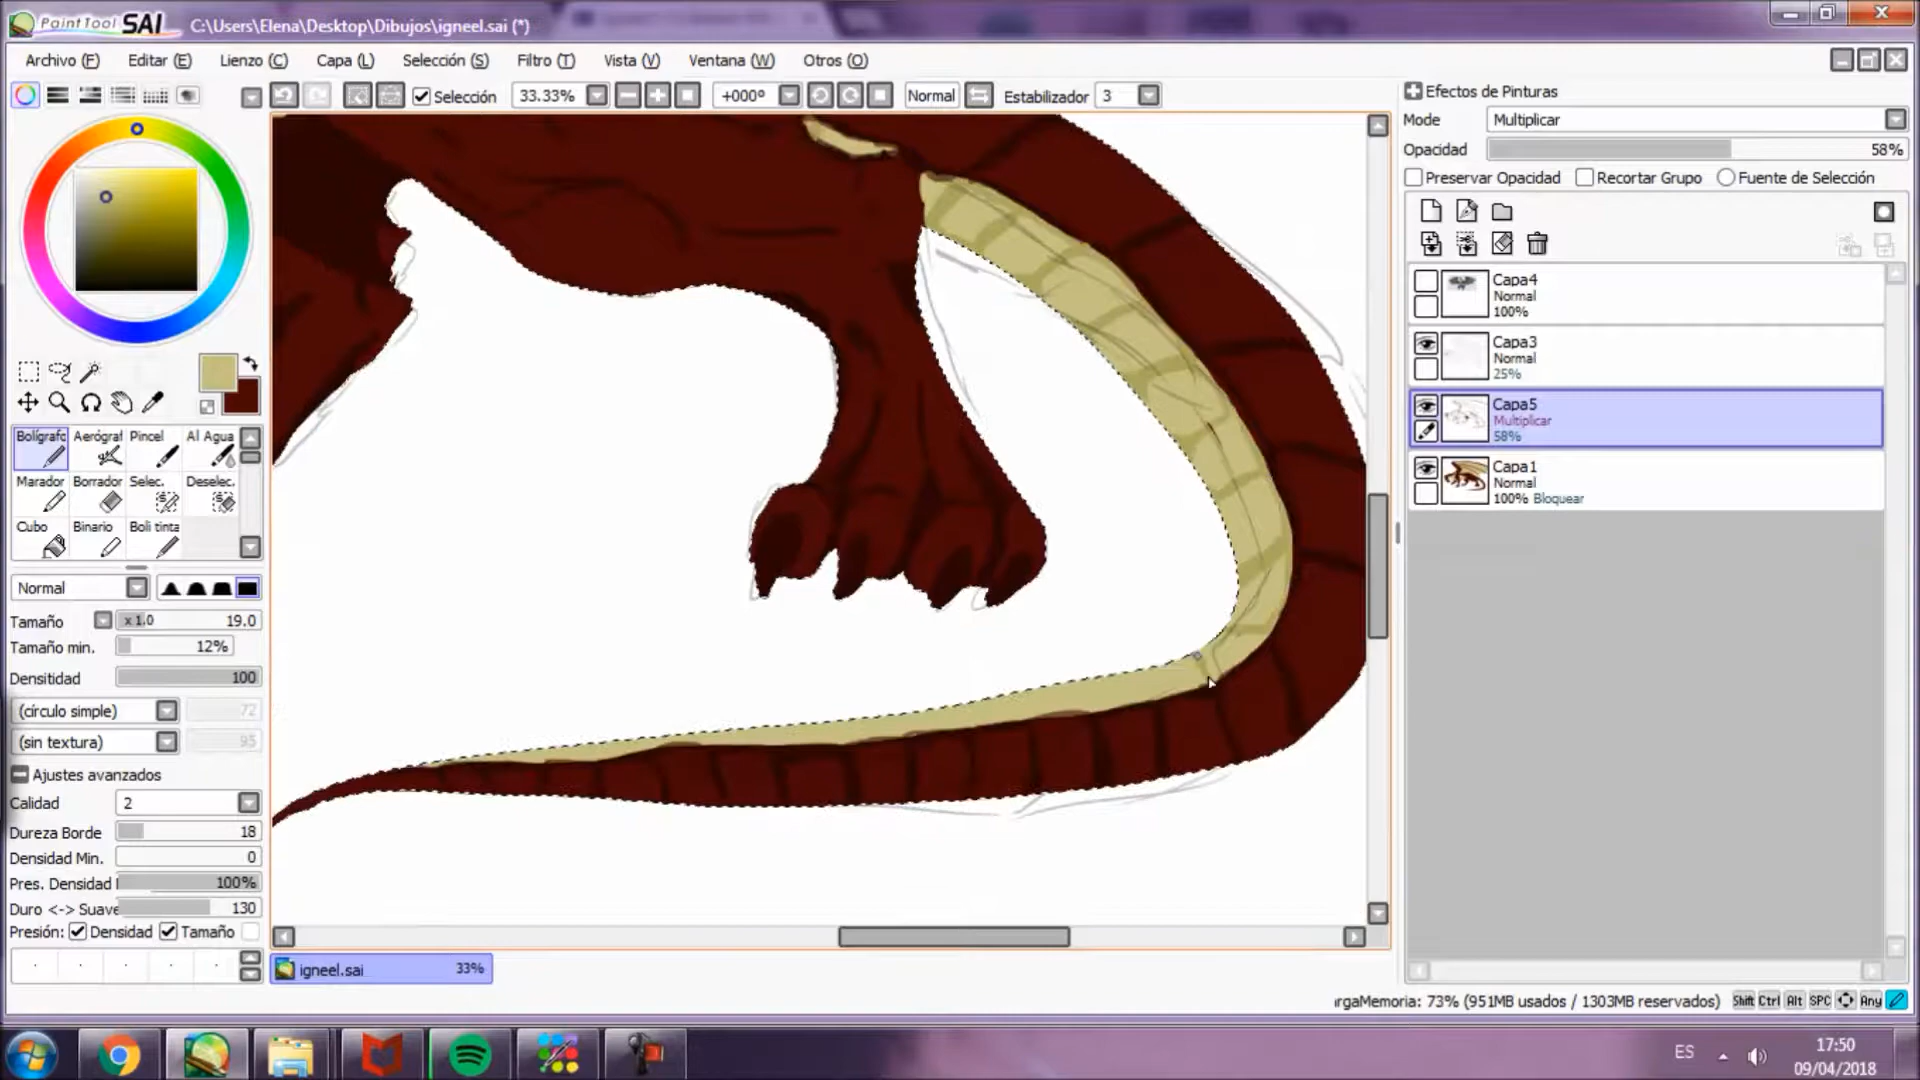 PaintTool SAI C:\Users\Elena\Desktop\Dibujos\igneel.sai (*)
Archivo (F) Editar (E) Lienzo (C) Capa (L) Selección (S) Filtro (T) Vista (V) Ventana (W) Otros (O)
Selección 33.33% +000º Normal Estabilizador 3
Efectos de Pinturas
Mode Multiplicar
Opacidad 58%
Preservar Opacidad Recortar Grupo Fuente de Selección
Capa4
Normal
100%
Capa3
Normal
25%
Capa5
Multiplicar
58%
Capa1
Normal
100% Bloquear
Bolígrafo Aerógraf Pincel Al Agua
Marador Borrador Selec. Deselec.
Cubo Binario Boli tinta
Normal
Tamaño x 1.0 19.0
Tamaño min. 12%
Densitidad 100
(círculo simple) 72
(sin textura) 95
Ajustes avanzados
Calidad 2
Dureza Borde 18
Densidad Min. 0
Pres. Densidad 100%
Duro <-> Suave 130
Presión: Densidad Tamaño
igneel.sai 33%
rgaMemoria: 73% (951MB usados / 1303MB reservados) Shift Ctrl Alt SPC Any
ES 17:50
09/04/2018